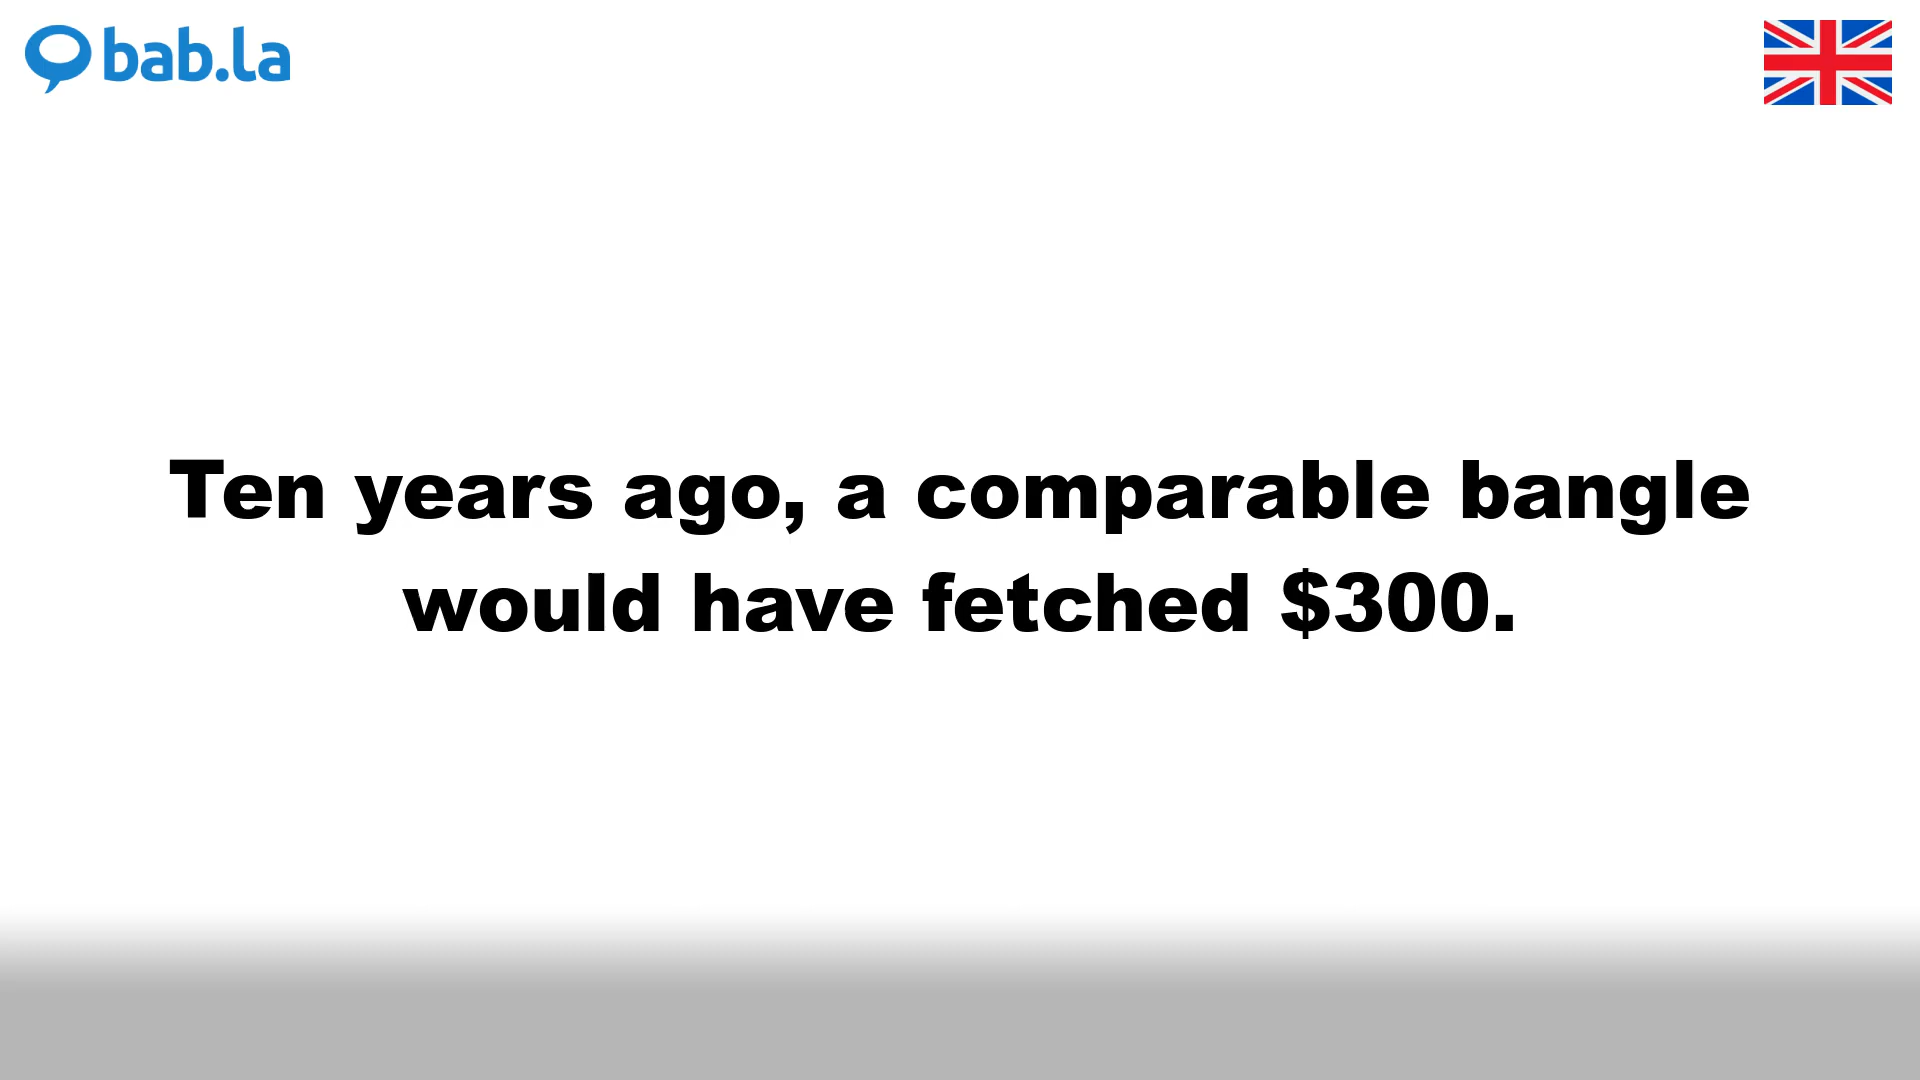 bab.la
Ten years ago, a comparable bangle
would have fetched $300.